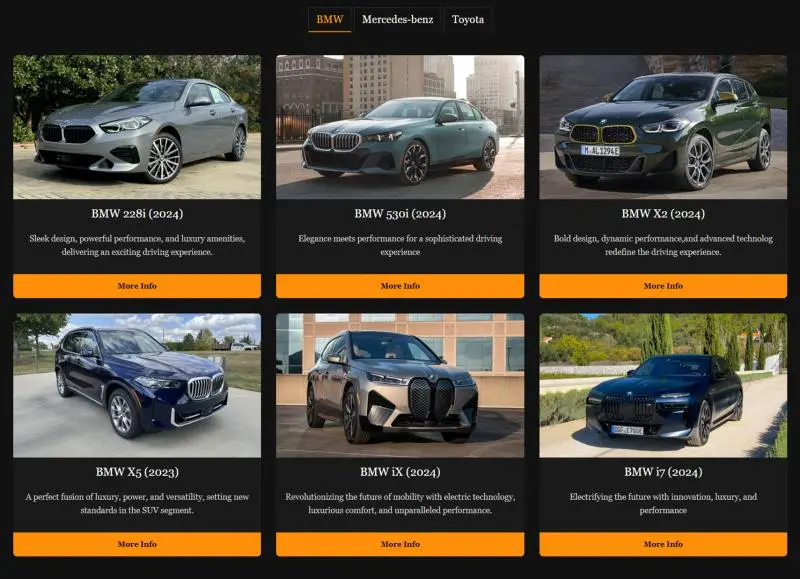 BMW
Mercedes-benz
Toyota
BMW 228i (2024)
Sleek design, powerful performance, and luxury amenities,
delivering an exciting driving experience.
More Info
BMW 530i (2024)
Elegance meets performance for a sophisticated driving
experience
More Info
M AL1294E
BMW X2 (2024)
Bold design, dynamic performance,and advanced technolog
redefine the driving experience.
More Info
BMW X5 (2023)
A perfect fusion of luxury, power, and versatility, setting new
standards in the SUV segment.
More Info
BMW iX (2024)
Revolutionizing the future of mobility with electric technology,
luxurious comfort, and unparalleled performance.
More Info
BMW i7 (2024)
Electrifying the future with innovation, luxury, and
performance
More Info